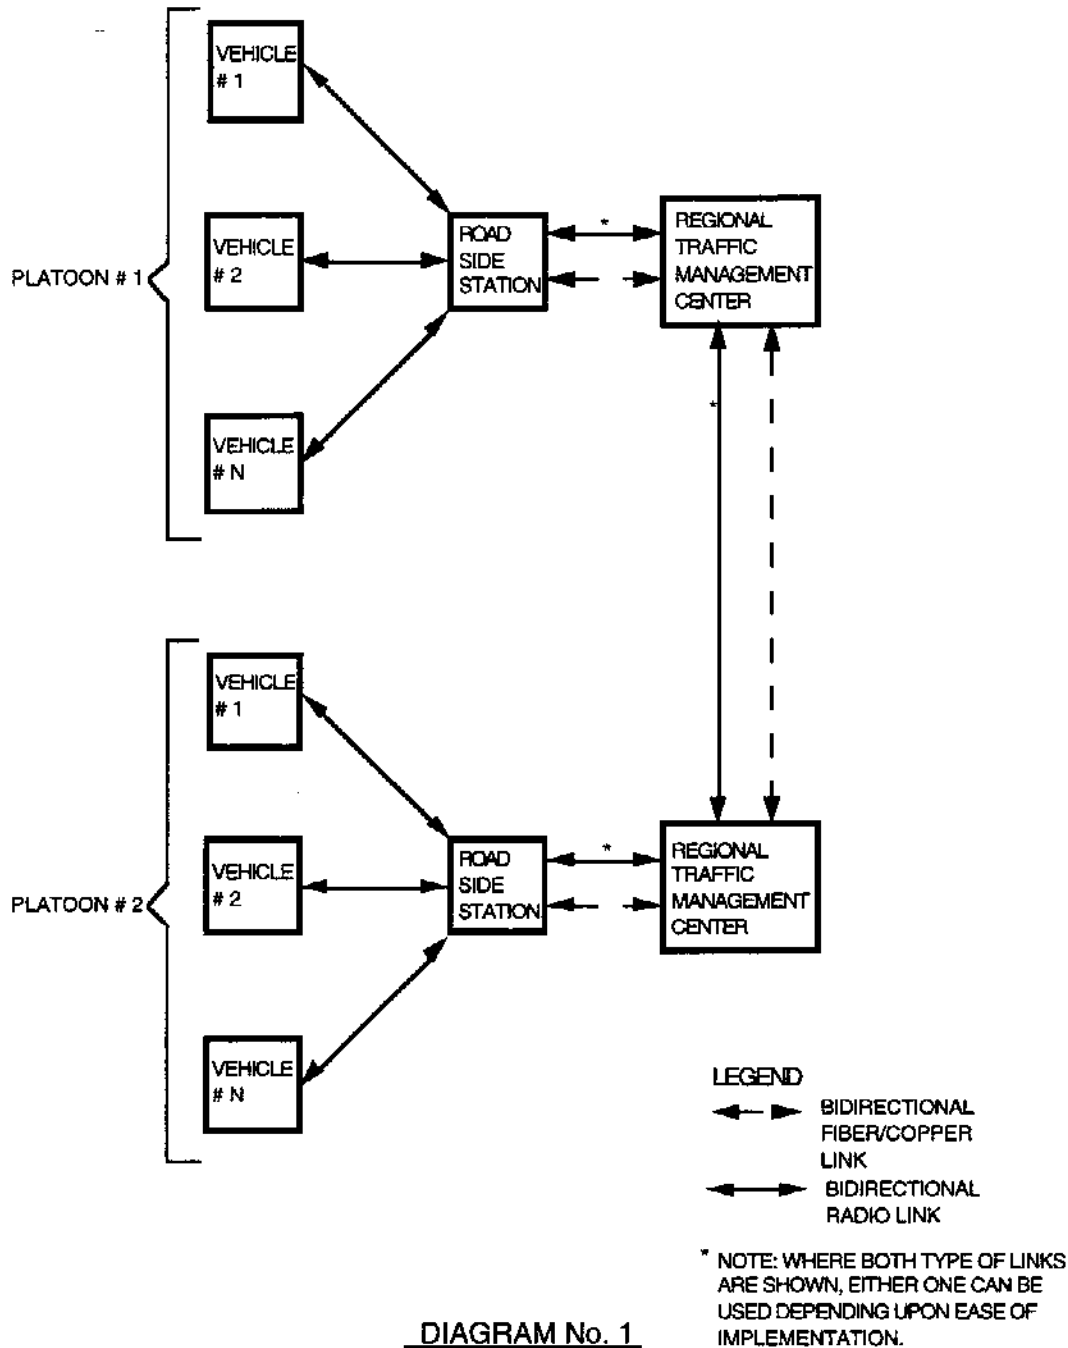 PLATOON # 1
VEHICLE
# 1
VEHICLE
# 2
VEHICLE
# N
ROAD
SIDE
STATION
*
REGIONAL
TRAFFIC
MANAGEMENT
CENTER
*
PLATOON # 2
VEHICLE
# 1
VEHICLE
# 2
VEHICLE
# N
ROAD
SIDE
STATION
*
REGIONAL
TRAFFIC
MANAGEMENT
CENTER
LEGEND
BIDIRECTIONAL
FIBER/COPPER
LINK
BIDIRECTIONAL
RADIO LINK
* NOTE: WHERE BOTH TYPE OF LINKS
ARE SHOWN, EITHER ONE CAN BE
USED DEPENDING UPON EASE OF
IMPLEMENTATION.
DIAGRAM No. 1